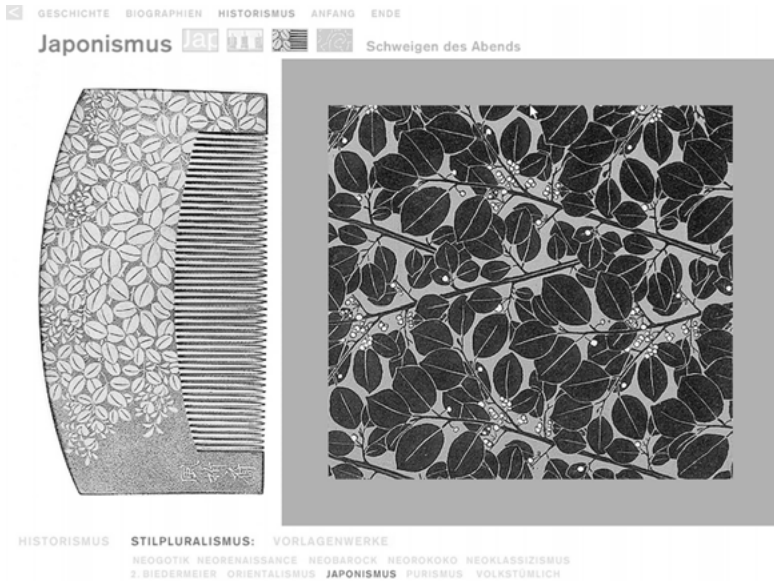 < GESCHICHTE BIOGRAPHIEN HISTORISMUS ANFANG ENDE
Japonismus Jap Schweigen des Abends
HISTORISMUS STILPLURALISMUS: VORLAGENWERKE
NEOGOTIK NEORENAISSANCE NEOBAROCK NEOROKOKO NEOKLASSIZISMUS
2. BIEDERMEIER ORIENTALISMUS JAPONISMUS PURISMUS VOLKSTÜMLICH